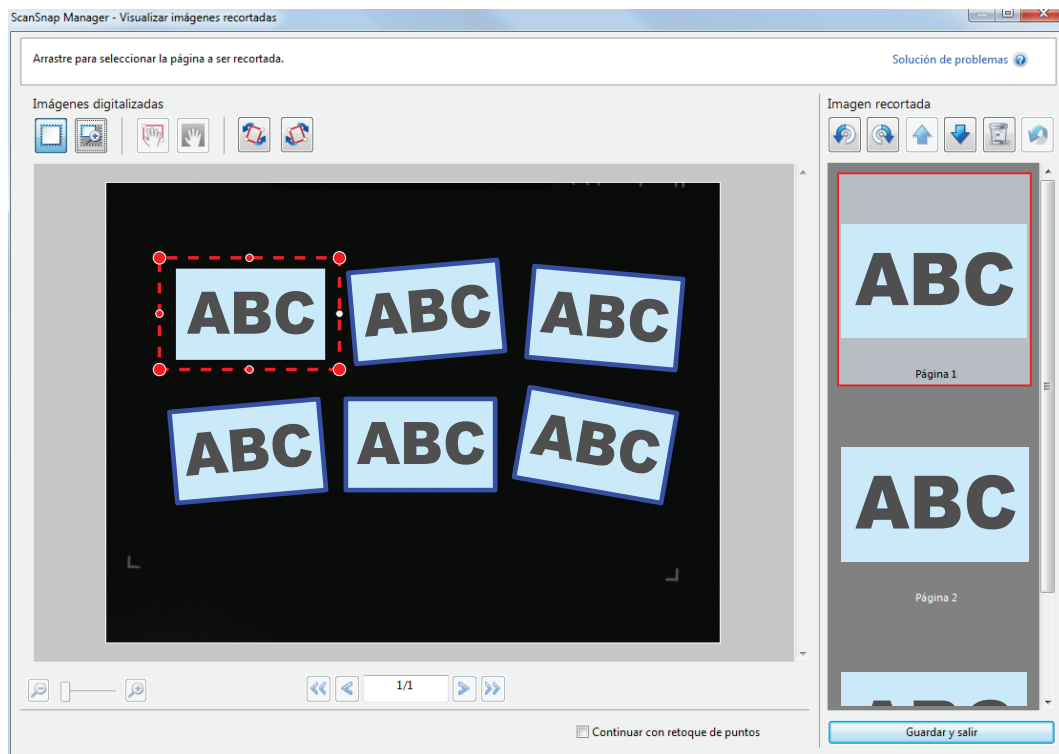 ScanSnap Manager - Visualizar imágenes recortadas
Arrastre para seleccionar la página a ser recortada.
Solución de problemas
Imágenes digitalizadas
Imagen recortada
ABC
ABC
ABC
ABC
ABC
ABC
ABC
Página 1
ABC
Página 2
ABC
1/1
Continuar con retoque de puntos
Guardar y salir